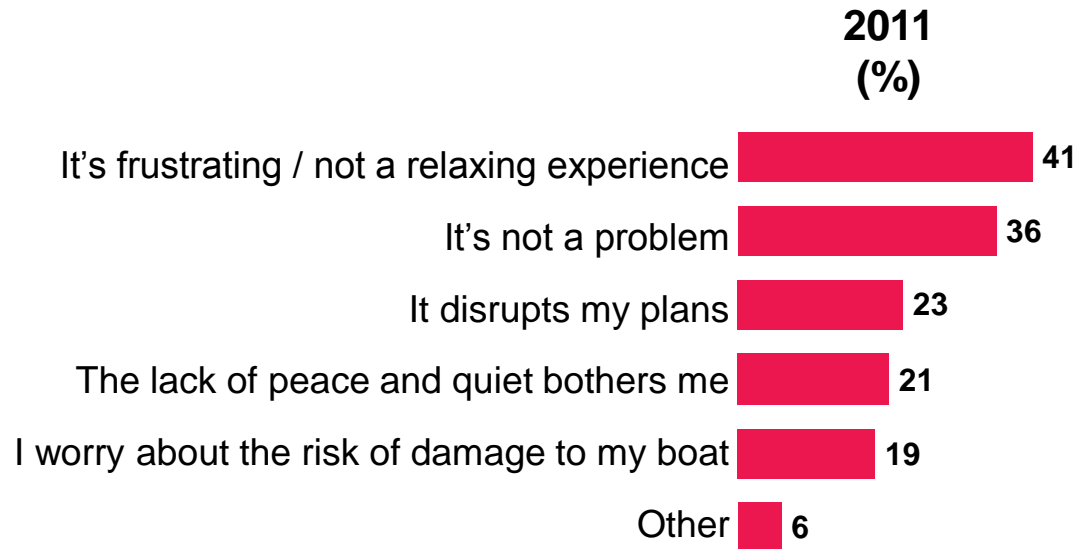 2011
(%)
It’s frustrating / not a relaxing experience 41
It’s not a problem 36
It disrupts my plans 23
The lack of peace and quiet bothers me 21
I worry about the risk of damage to my boat 19
Other 6